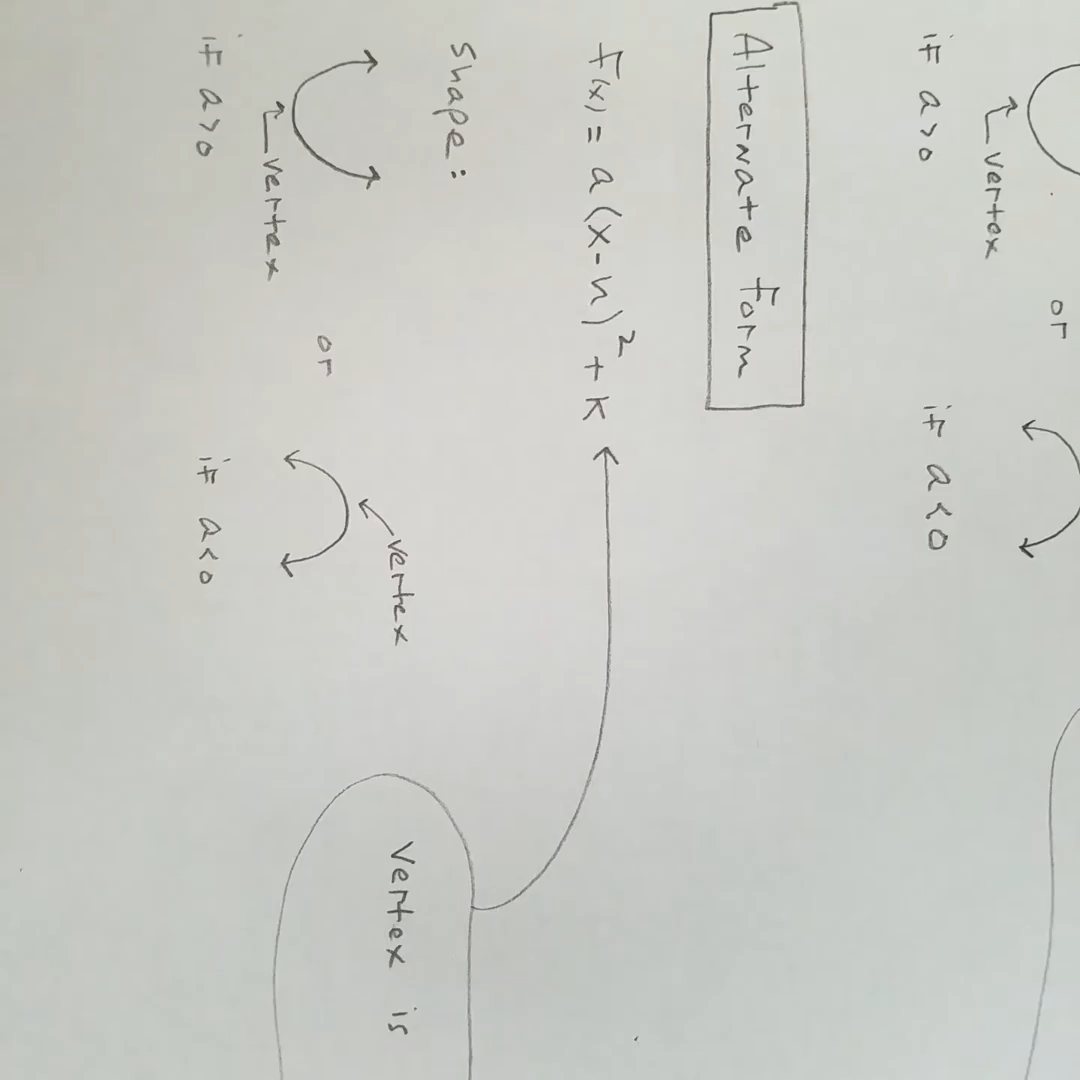 vertex
or
if a>0
if a<0
Alternate Form
f(x) = a(x-h)² + k
Shape:
vertex
vertex
or
if a>0
if a<0
Vertex is